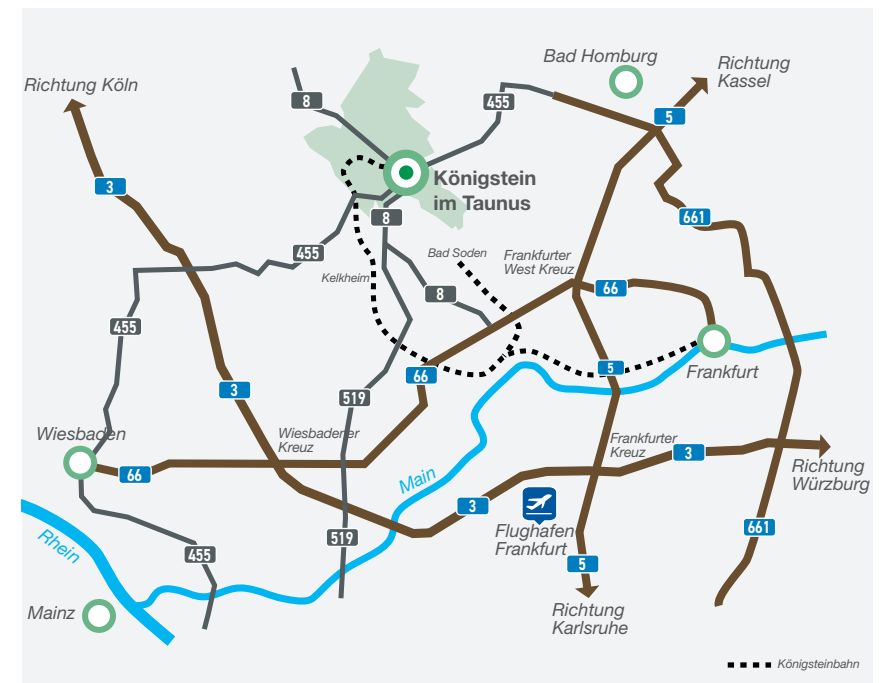 Bad Homburg
Richtung
Kassel
Richtung Köln
8
455
5
3
Königstein
im Taunus
8
661
455
Bad Soden
Frankfurter
West Kreuz
Kelkheim
8
66
455
Frankfurt
5
66
3
519
Wiesbaden
Wiesbadener
Kreuz
Frankfurter
Kreuz
3
66
Main
Richtung
Würzburg
3
Flughafen
Frankfurt
661
519
Rhein
455
5
Mainz
Richtung
Karlsruhe
Königsteinbahn